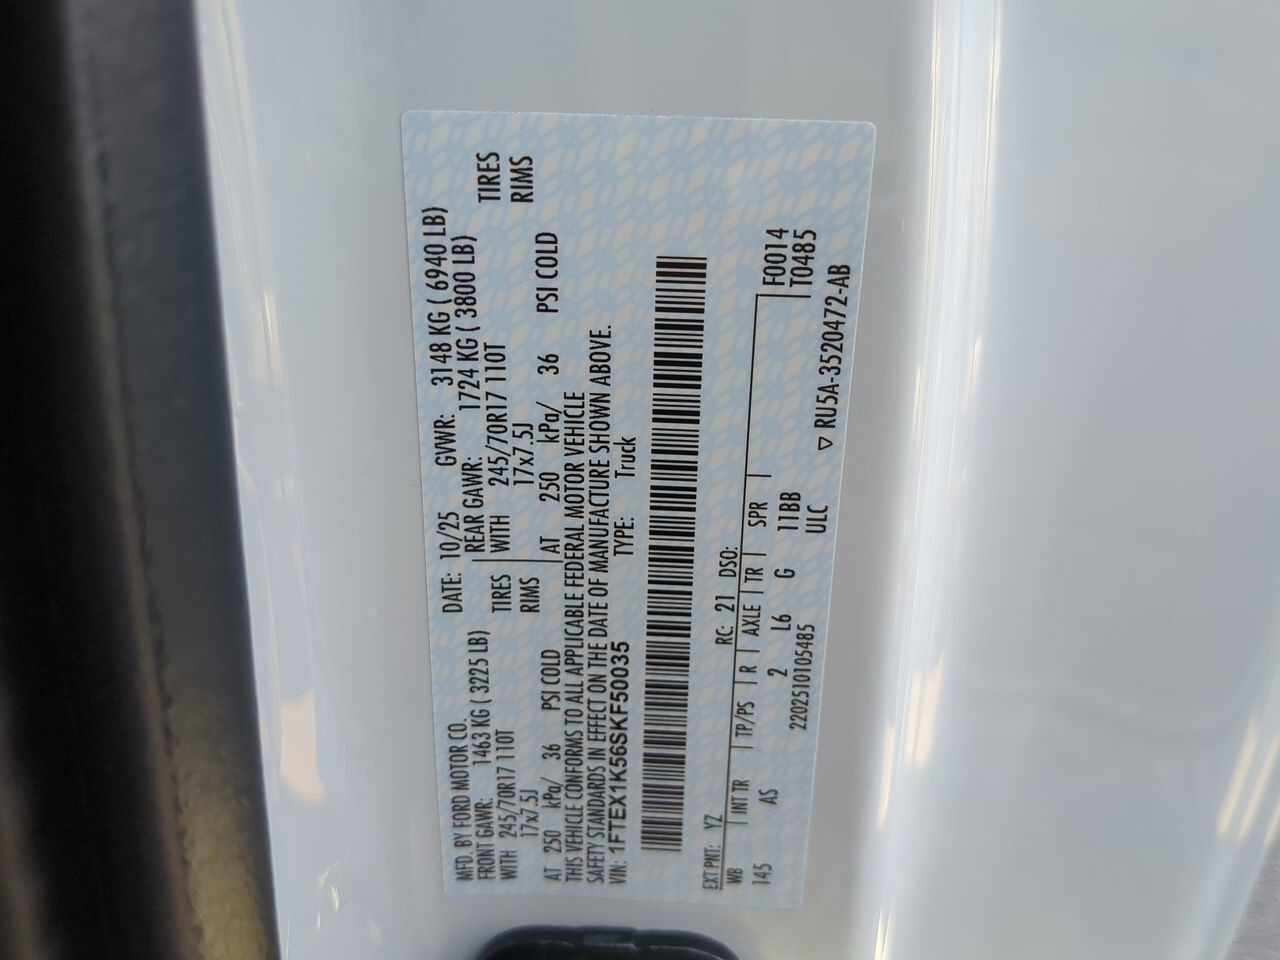 MFD. BY FORD MOTOR CO.
DATE: 10/25 GVWR: 3148 KG ( 6940 LB)
FRONT GAWR: 1463 KG ( 3225 LB) REAR GAWR: 1724 KG ( 3800 LB)
WITH 245/70R17 110T TIRES WITH 245/70R17 110T TIRES
17x7.5J RIMS 17x7.5J RIMS
AT 250 kPa/ 36 PSI COLD AT 250 kPa/ 36 PSI COLD
THIS VEHICLE CONFORMS TO ALL APPLICABLE FEDERAL MOTOR VEHICLE
SAFETY STANDARDS IN EFFECT ON THE DATE OF MANUFACTURE SHOWN ABOVE.
VIN: 1FTEX1K56SKF50035 TYPE: Truck
EXT PNT: YZ RC: 21 DSO:
WB INT TR TP/PS R AXLE TR SPR
145 AS 2 L6 G 11BB F0014
2202510105485 ULC T0485
▽ RU5A-3520472-AB